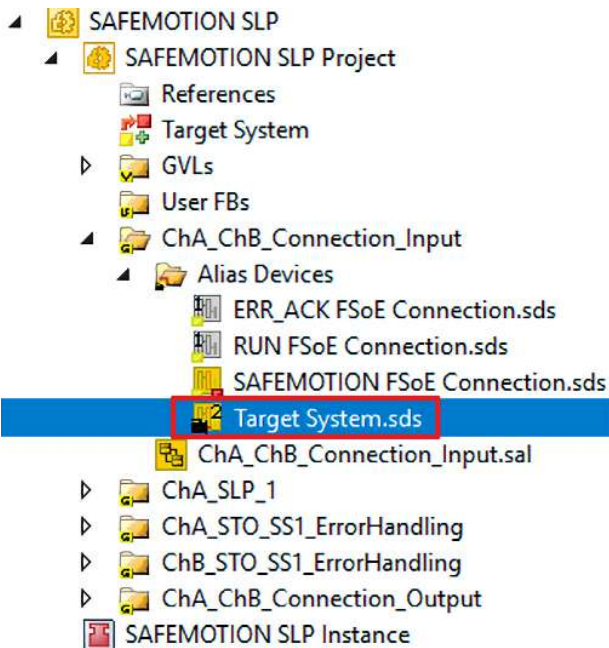 SAFEMOTION SLP
SAFEMOTION SLP Project
References
Target System
GVLs
User FBs
ChA_ChB_Connection_Input
Alias Devices
ERR_ACK FSoE Connection.sds
RUN FSoE Connection.sds
SAFEMOTION FSoE Connection.sds
Target System.sds
ChA_ChB_Connection_Input.sal
ChA_SLP_1
ChA_STO_SS1_ErrorHandling
ChB_STO_SS1_ErrorHandling
ChA_ChB_Connection_Output
SAFEMOTION SLP Instance